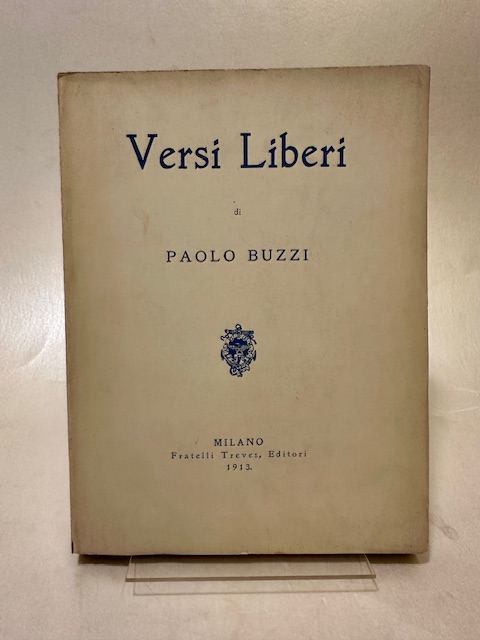 Versi Liberi
di
PAOLO BUZZI
MILANO
Fratelli Treves, Editori
1913.